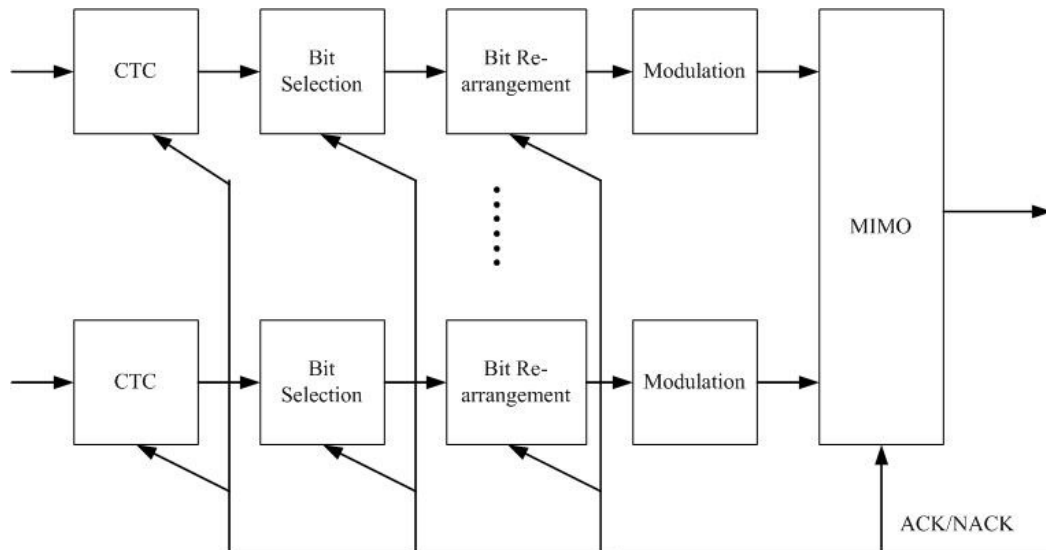 CTC
Bit
Selection
Bit Re-
arrangement
Modulation
MIMO
CTC
Bit
Selection
Bit Re-
arrangement
Modulation
ACK/NACK